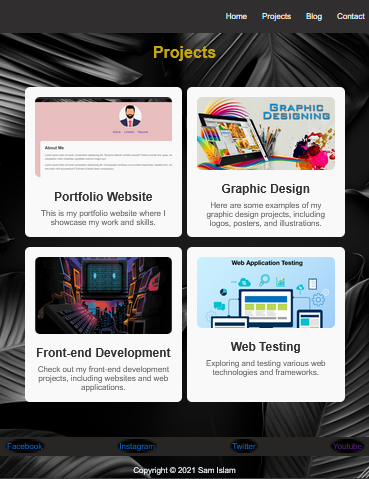 Home Projects Blog Contact
Projects
About Me
Portfolio Website
This is my portfolio website where I
showcase my work and skills.
GRAPHIC
DESIGNING
Graphic Design
Here are some examples of my
graphic design projects, including
logos, posters, and illustrations.
Front-end Development
Check out my front-end development
projects, including websites and web
applications.
Web Application Testing
Web Testing
Exploring and testing various web
technologies and frameworks.
Facebook Instagram Twitter Youtube
Copyright © 2021 Sam Islam